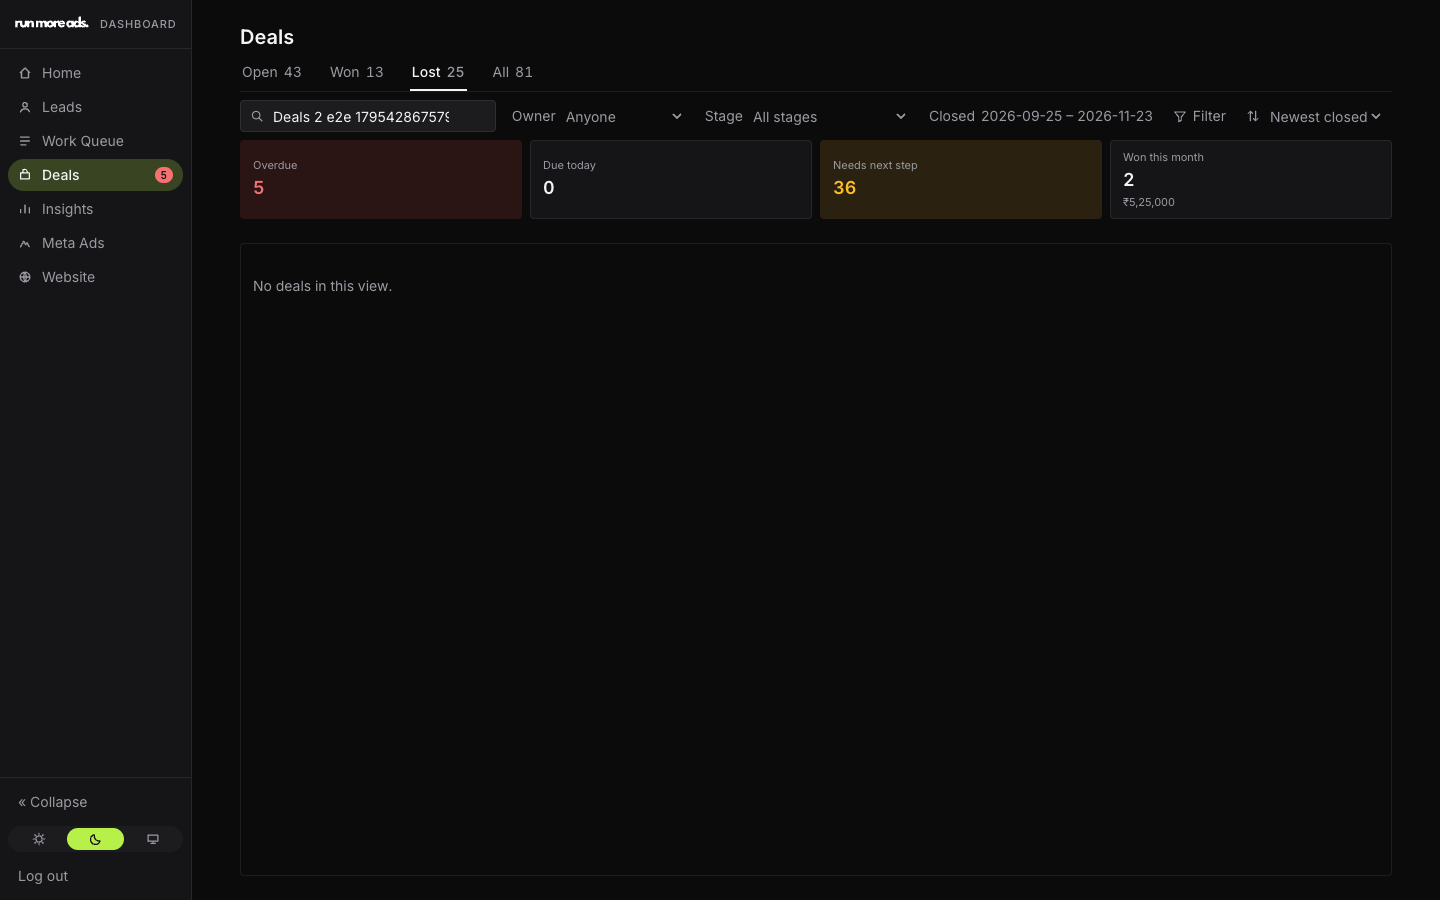 run more ads. DASHBOARD
Home
Leads
Work Queue
Deals 5
Insights
Meta Ads
Website
« Collapse
Log out
Deals
Open 43 Won 13 Lost 25 All 81
Deals 2 e2e 179542867579 Owner Anyone Stage All stages Closed 2026-09-25 – 2026-11-23 Filter Newest closed
Overdue
5
Due today
0
Needs next step
36
Won this month
2
₹5,25,000
No deals in this view.